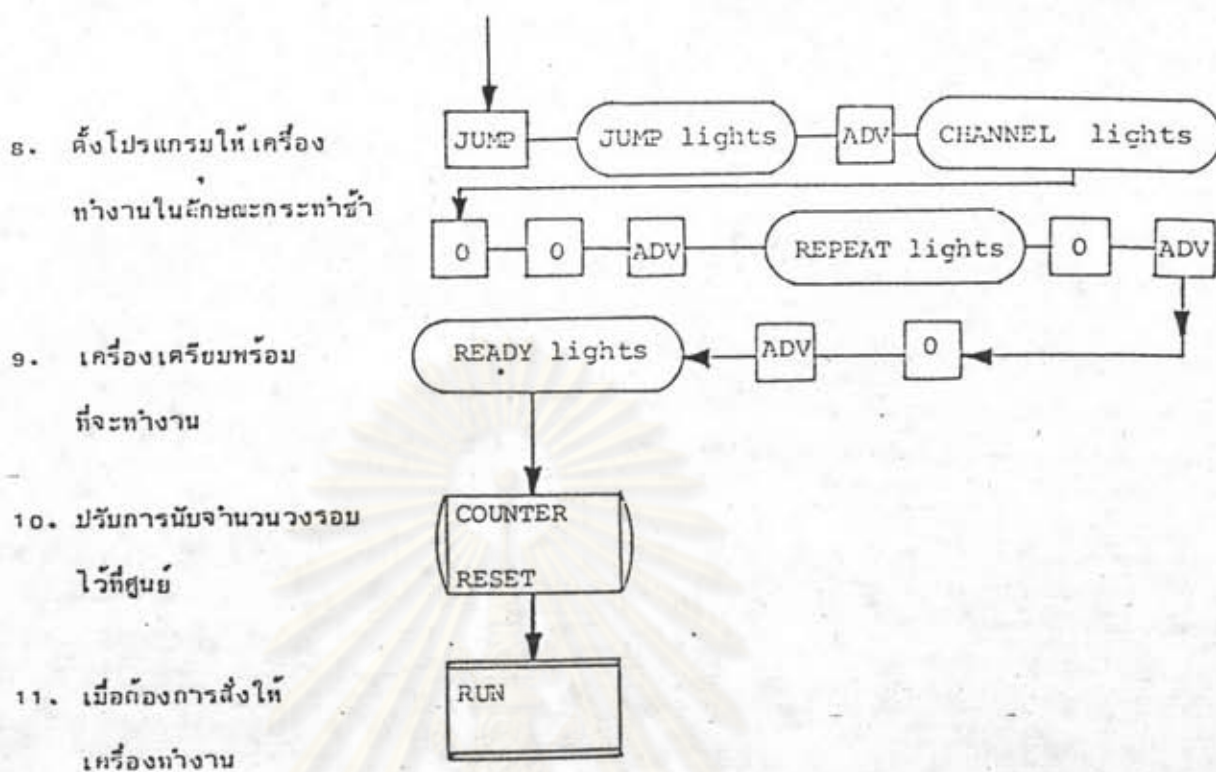 8. ตั้งโปรแกรมให้เครื่อง JUMP JUMP lights ADV CHANNEL lights
ทำงานในลักษณะกระทำซ้ำ
0 0 ADV REPEAT lights 0 ADV
9. เครื่องเตรียมพร้อม READY lights ADV 0
ที่จะทำงาน
10. ปรับการนับจำนวนวงรอบ COUNTER
ไว้ที่ศูนย์ RESET
11. เมื่อต้องการสั่งให้ RUN
เครื่องทำงาน